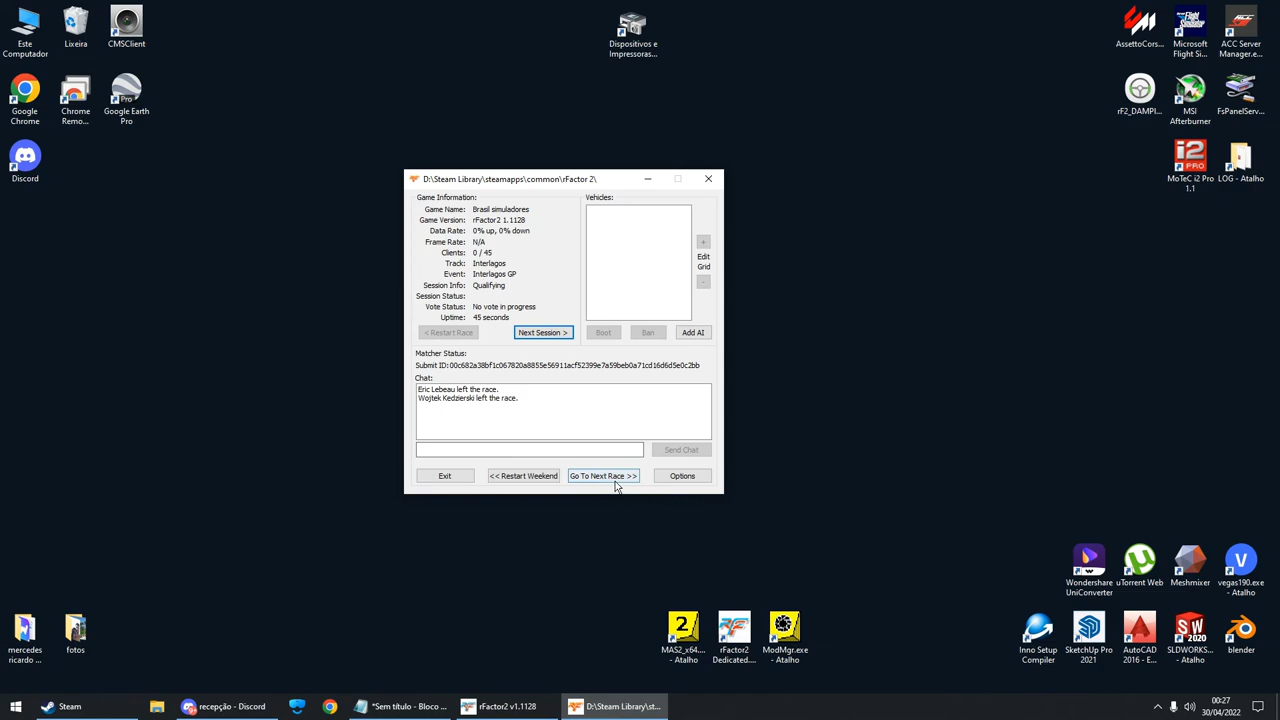 Este
Computador
Lixeira
CMSClient
Dispositivos e
Impressoras...
AssettoCors...
Microsoft
Flight Si...
ACC Server
Manager.e...
Google
Chrome
Chrome
Remo...
Pro
Google Earth
Pro
rF2_DAMPI...
MSI
Afterburner
FsPanelServ...
Discord
i2
PRO
MoTeC i2 Pro
1.1
LOG - Atalho
D:\Steam Library\steamapps\common\rFactor 2\
Game Information:
Game Name: Brasil simuladores
Game Version: rFactor2 1.1128
Data Rate: 0% up, 0% down
Frame Rate: N/A
Clients: 0 / 45
Track: Interlagos
Event: Interlagos GP
Session Info: Qualifying
Session Status:
Vote Status: No vote in progress
Uptime: 45 seconds
< Restart Race
Next Session >
Vehicles:
+
Edit
Grid
-
Boot
Ban
Add AI
Matcher Status:
Submit ID:00c682a38bf1c067820a8855e56911acf52399e7a59beb0a71cd16d6d5e0c2bb
Chat:
Eric Lebeau left the race.
Wojtek Kedzierski left the race.
Send Chat
Exit
<< Restart Weekend
Go To Next Race >>
Options
Wondershare
UniConverter
uTorrent Web
Meshmixer
V
vegas190.exe
- Atalho
mercedes
ricardo ...
fotos
2
MAS2_x64....
- Atalho
rFactor2
Dedicated....
ModMgr.exe
- Atalho
Inno Setup
Compiler
SketchUp Pro
2021
AutoCAD
2016 - E...
SW
2020
SLDWORKS...
- Atalho
blender
Steam
recepção - Discord
*Sem título - Bloco ...
rFactor2 v1.1128
D:\Steam Library\st...
00:27
30/04/2022